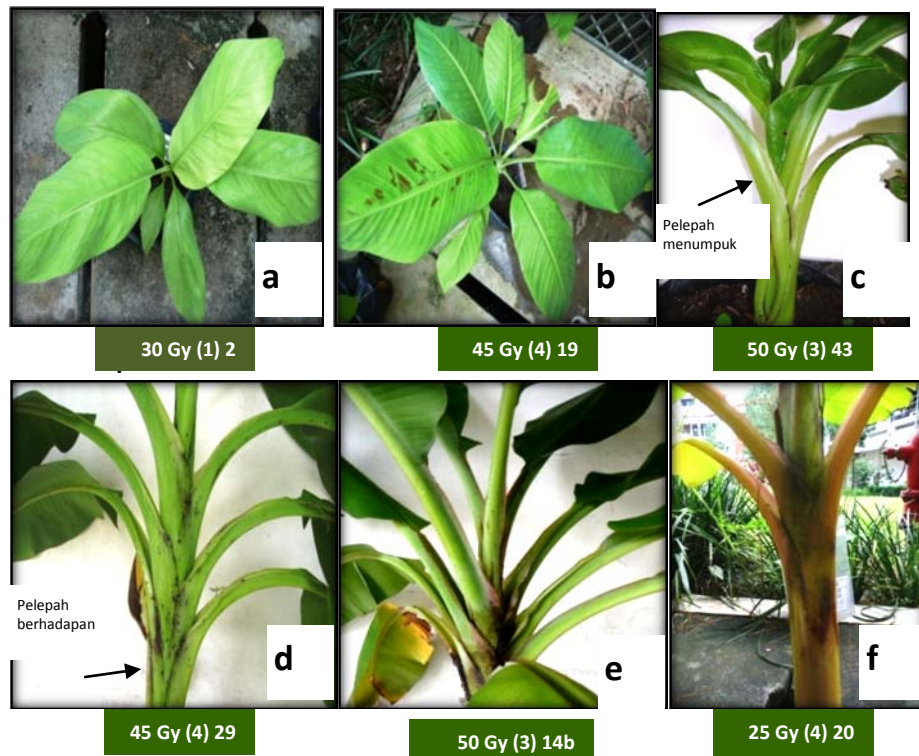 a
b
Pelepah
menumpuk
c
30 Gy (1) 2
45 Gy (4) 19
50 Gy (3) 43
Pelepah
berhadapan
d
e
f
45 Gy (4) 29
50 Gy (3) 14b
25 Gy (4) 20